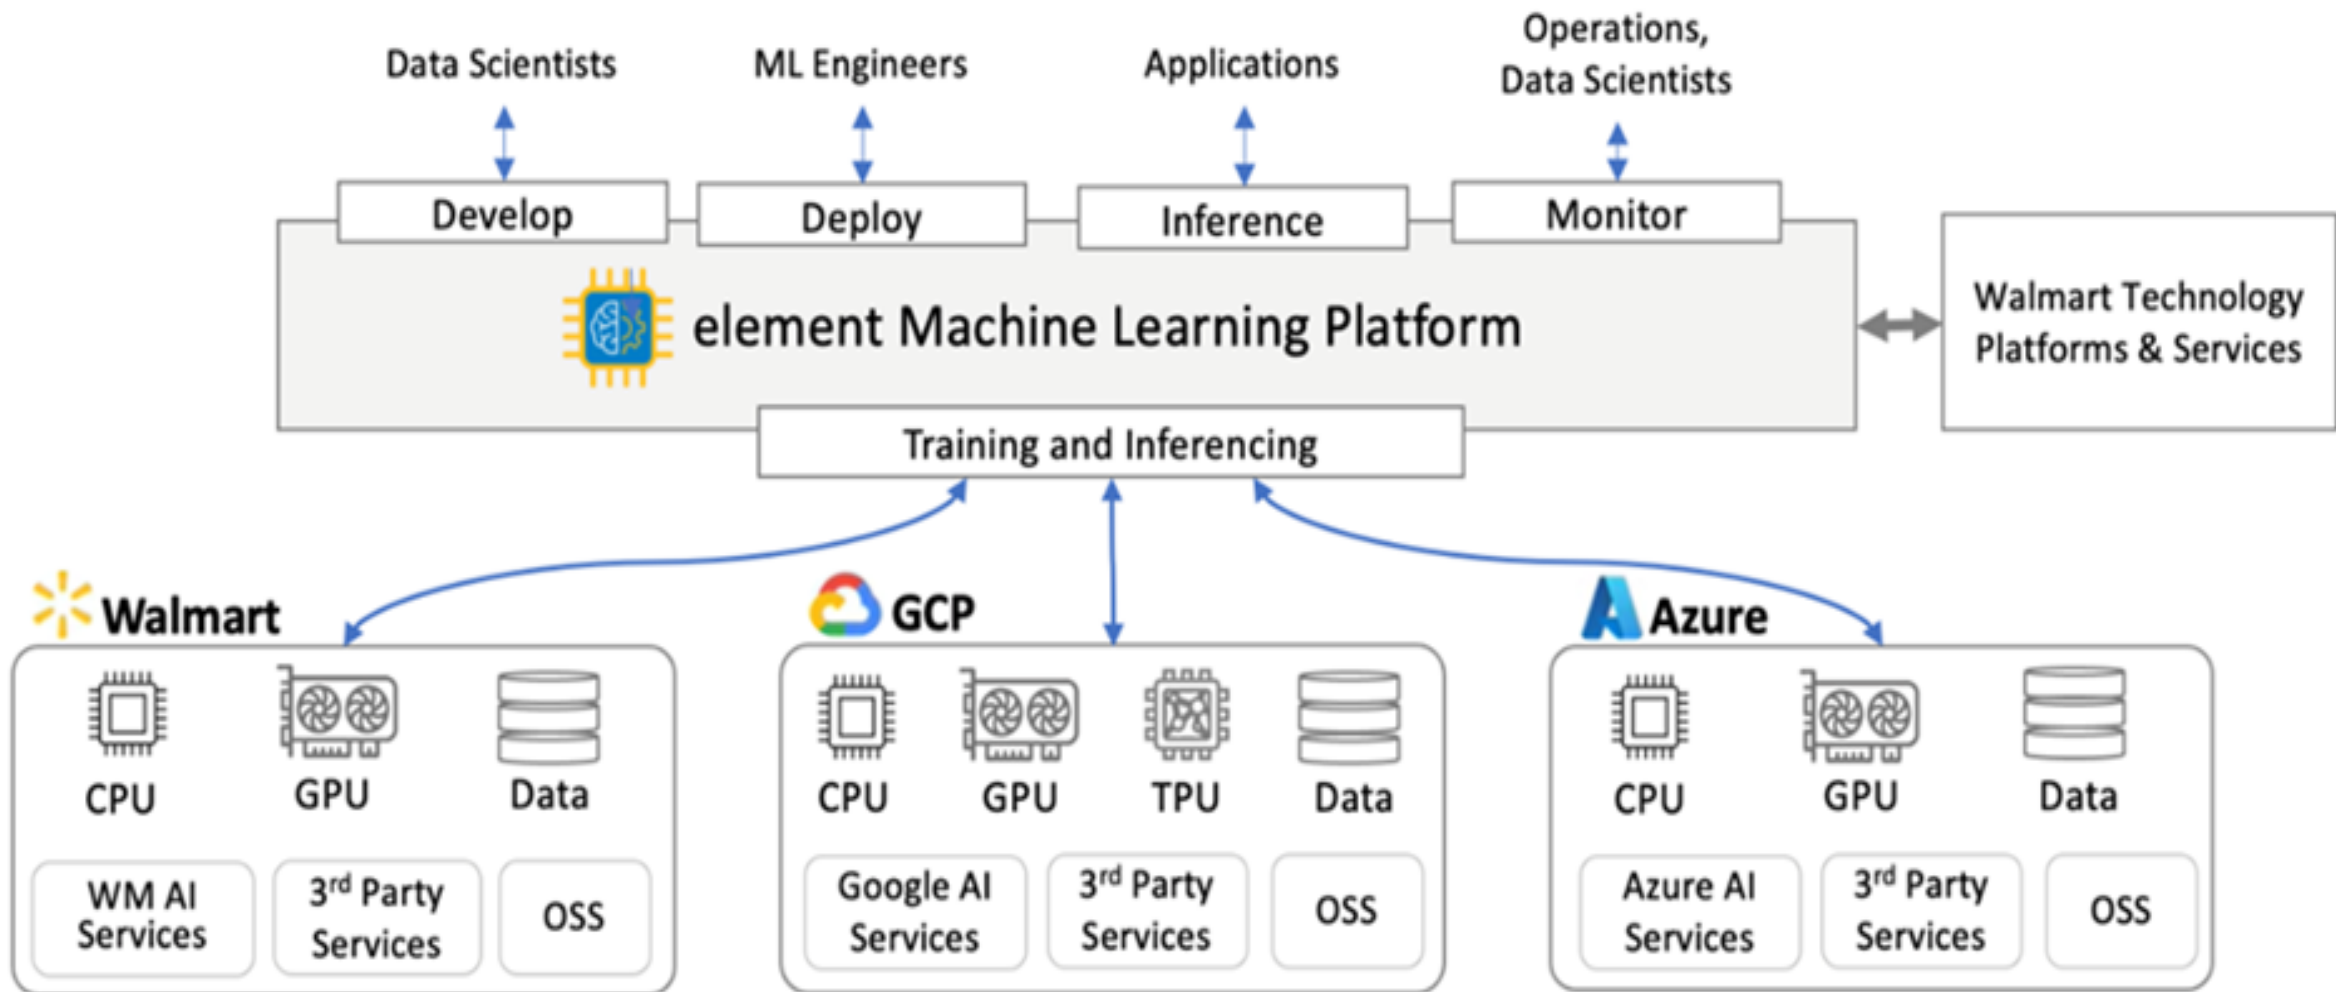 Data Scientists
ML Engineers
Applications
Operations,
Data Scientists
Develop
Deploy
Inference
Monitor
element Machine Learning Platform
Walmart Technology
Platforms & Services
Training and Inferencing
Walmart
CPU
GPU
Data
WM AI
Services
3rd Party
Services
OSS
GCP
CPU
GPU
TPU
Data
Google AI
Services
3rd Party
Services
OSS
Azure
CPU
GPU
Data
Azure AI
Services
3rd Party
Services
OSS